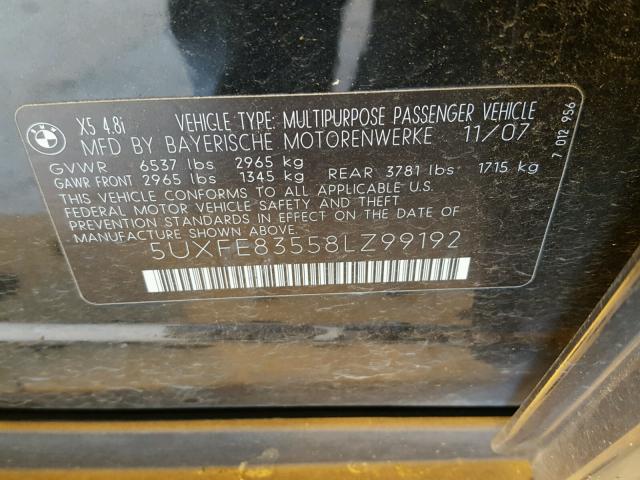 BMW
X5 4.8i VEHICLE TYPE: MULTIPURPOSE PASSENGER VEHICLE
MFD BY BAYERISCHE MOTORENWERKE 11/07
GVWR 6537 lbs 2965 kg
GAWR FRONT 2965 lbs 1345 kg REAR 3781 lbs 1715 kg
THIS VEHICLE CONFORMS TO ALL APPLICABLE U.S.
FEDERAL MOTOR VEHICLE SAFETY AND THEFT
PREVENTION STANDARDS IN EFFECT ON THE DATE OF
MANUFACTURE SHOWN ABOVE.
5UXFE83558LZ99192
7 012 956